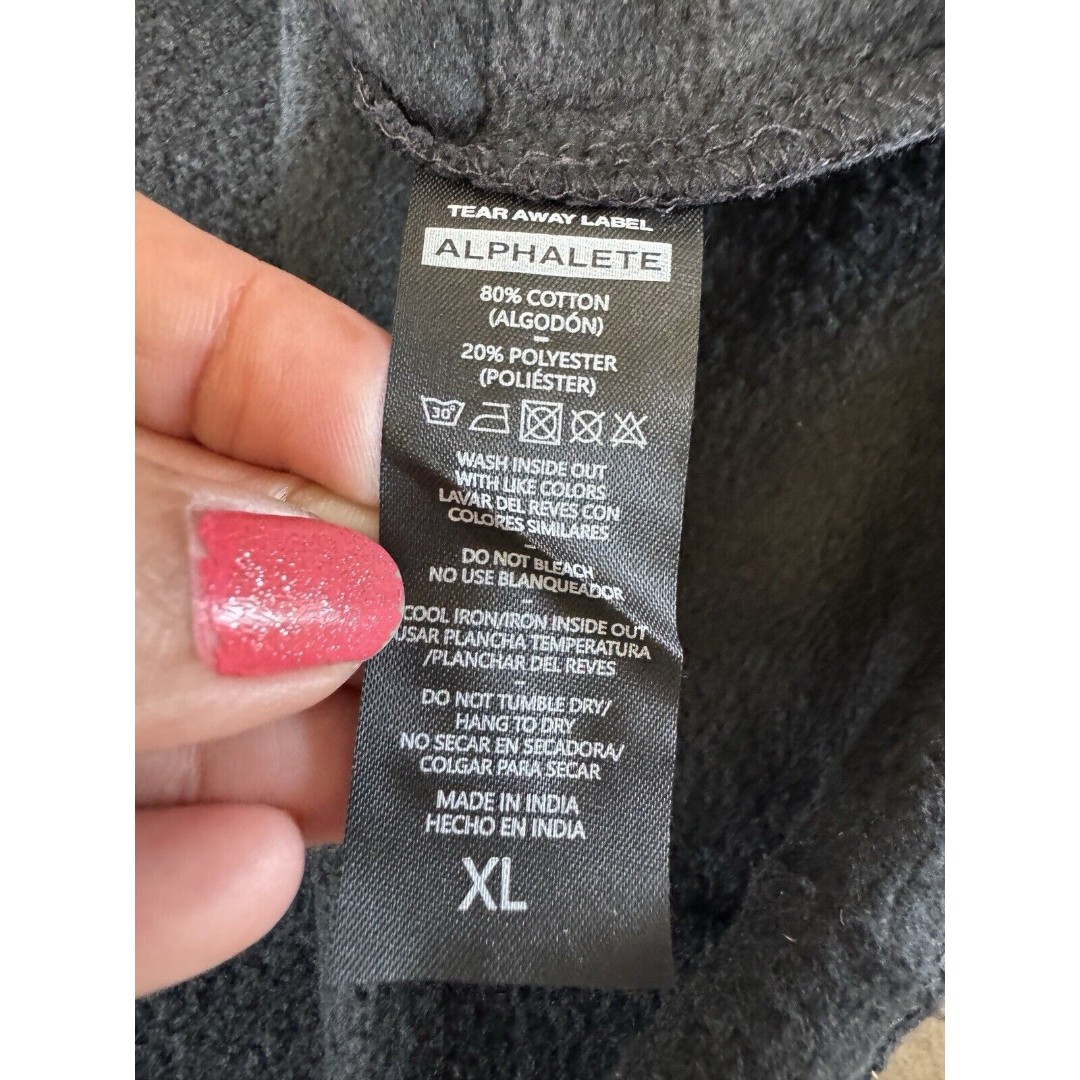 TEAR AWAY LABEL
ALPHALETE
80% COTTON
(ALGODÓN)
–
20% POLYESTER
(POLIÉSTER)
30°
WASH INSIDE OUT
WITH LIKE COLORS
LAVAR DEL REVES CON
COLORES SIMILARES
–
DO NOT BLEACH
NO USE BLANQUEADOR
–
COOL IRON/IRON INSIDE OUT
USAR PLANCHA TEMPERATURA
/PLANCHAR DEL REVES
–
DO NOT TUMBLE DRY/
HANG TO DRY
NO SECAR EN SECADORA/
COLGAR PARA SECAR
MADE IN INDIA
HECHO EN INDIA
XL